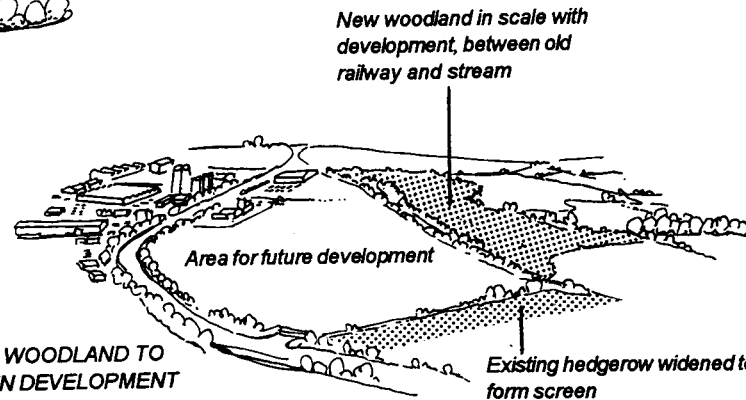 New woodland in scale with
development, between old
railway and stream
Area for future development
WOODLAND TO
DEVELOPMENT
Existing hedgerow widened
form screen